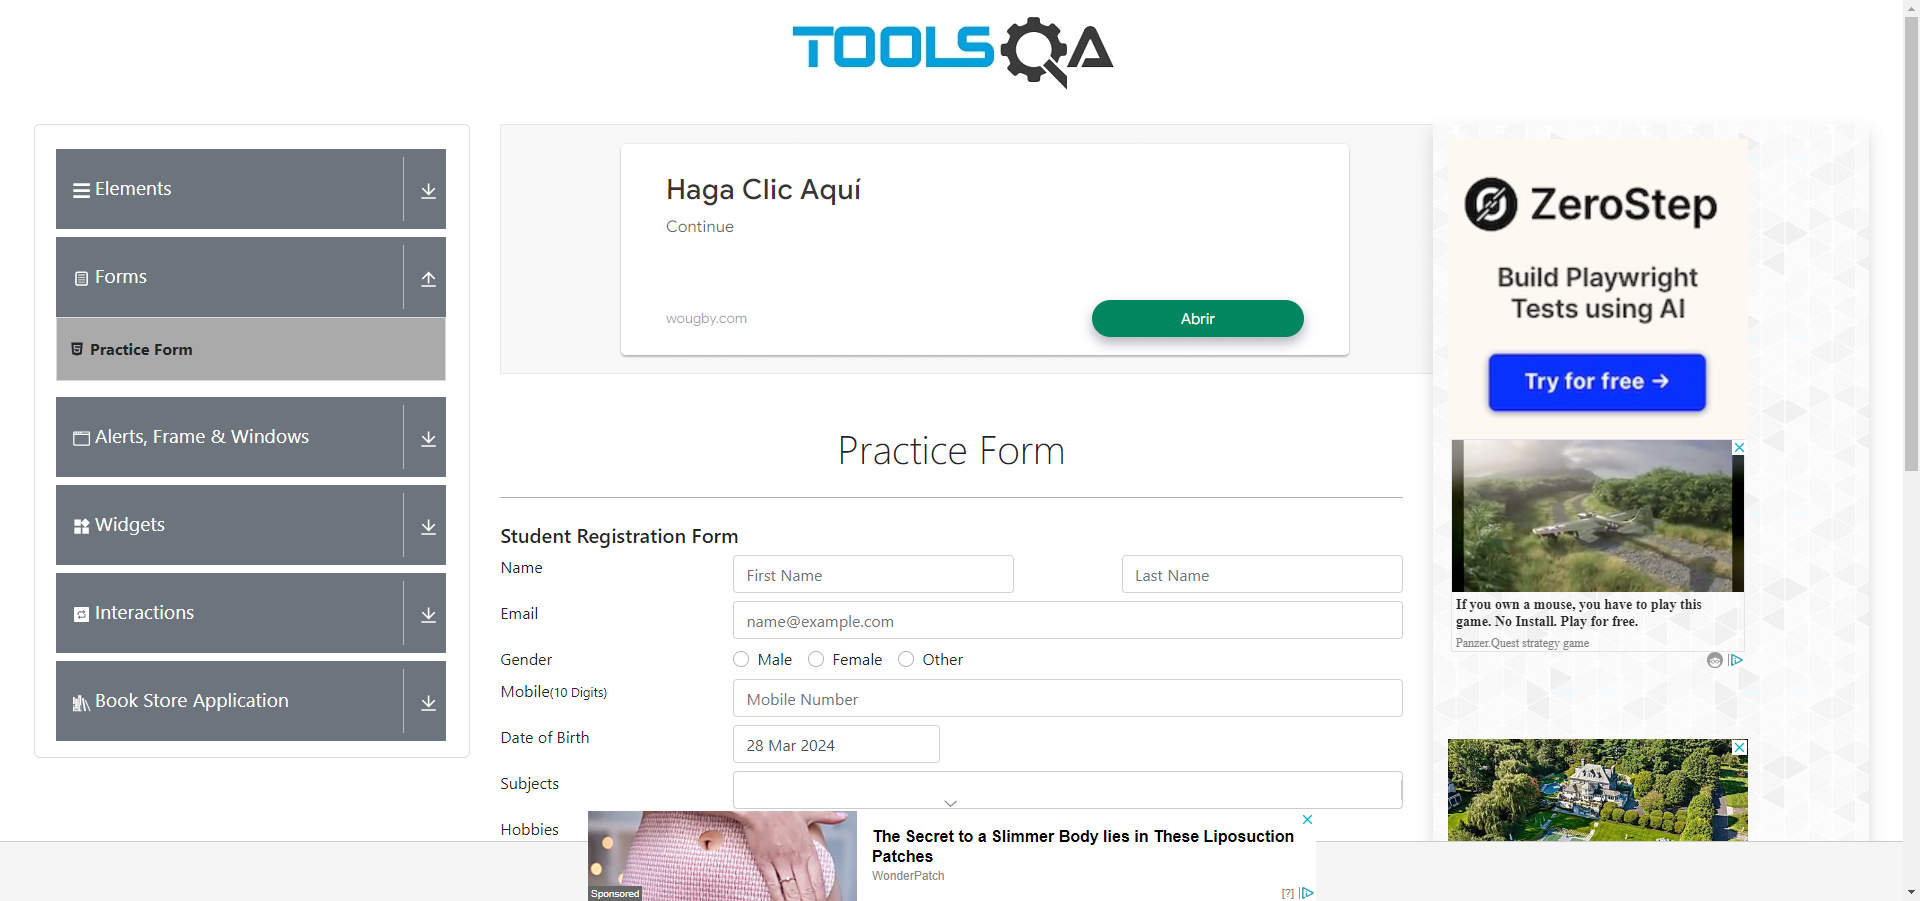 TOOLSQA
Elements
Forms
Practice Form
Alerts, Frame & Windows
Widgets
Interactions
Book Store Application
Haga Clic Aquí
Continue
wougby.com
Abrir
Practice Form
Student Registration Form
Name
First Name
Last Name
Email
name@example.com
Gender
Male
Female
Other
Mobile(10 Digits)
Mobile Number
Date of Birth
28 Mar 2024
Subjects
Hobbies
ZeroStep
Build Playwright
Tests using AI
Try for free →
If you own a mouse, you have to play this
game. No Install. Play for free.
Panzer.Quest strategy game
The Secret to a Slimmer Body lies in These Liposuction
Patches
WonderPatch
Sponsored
[?]